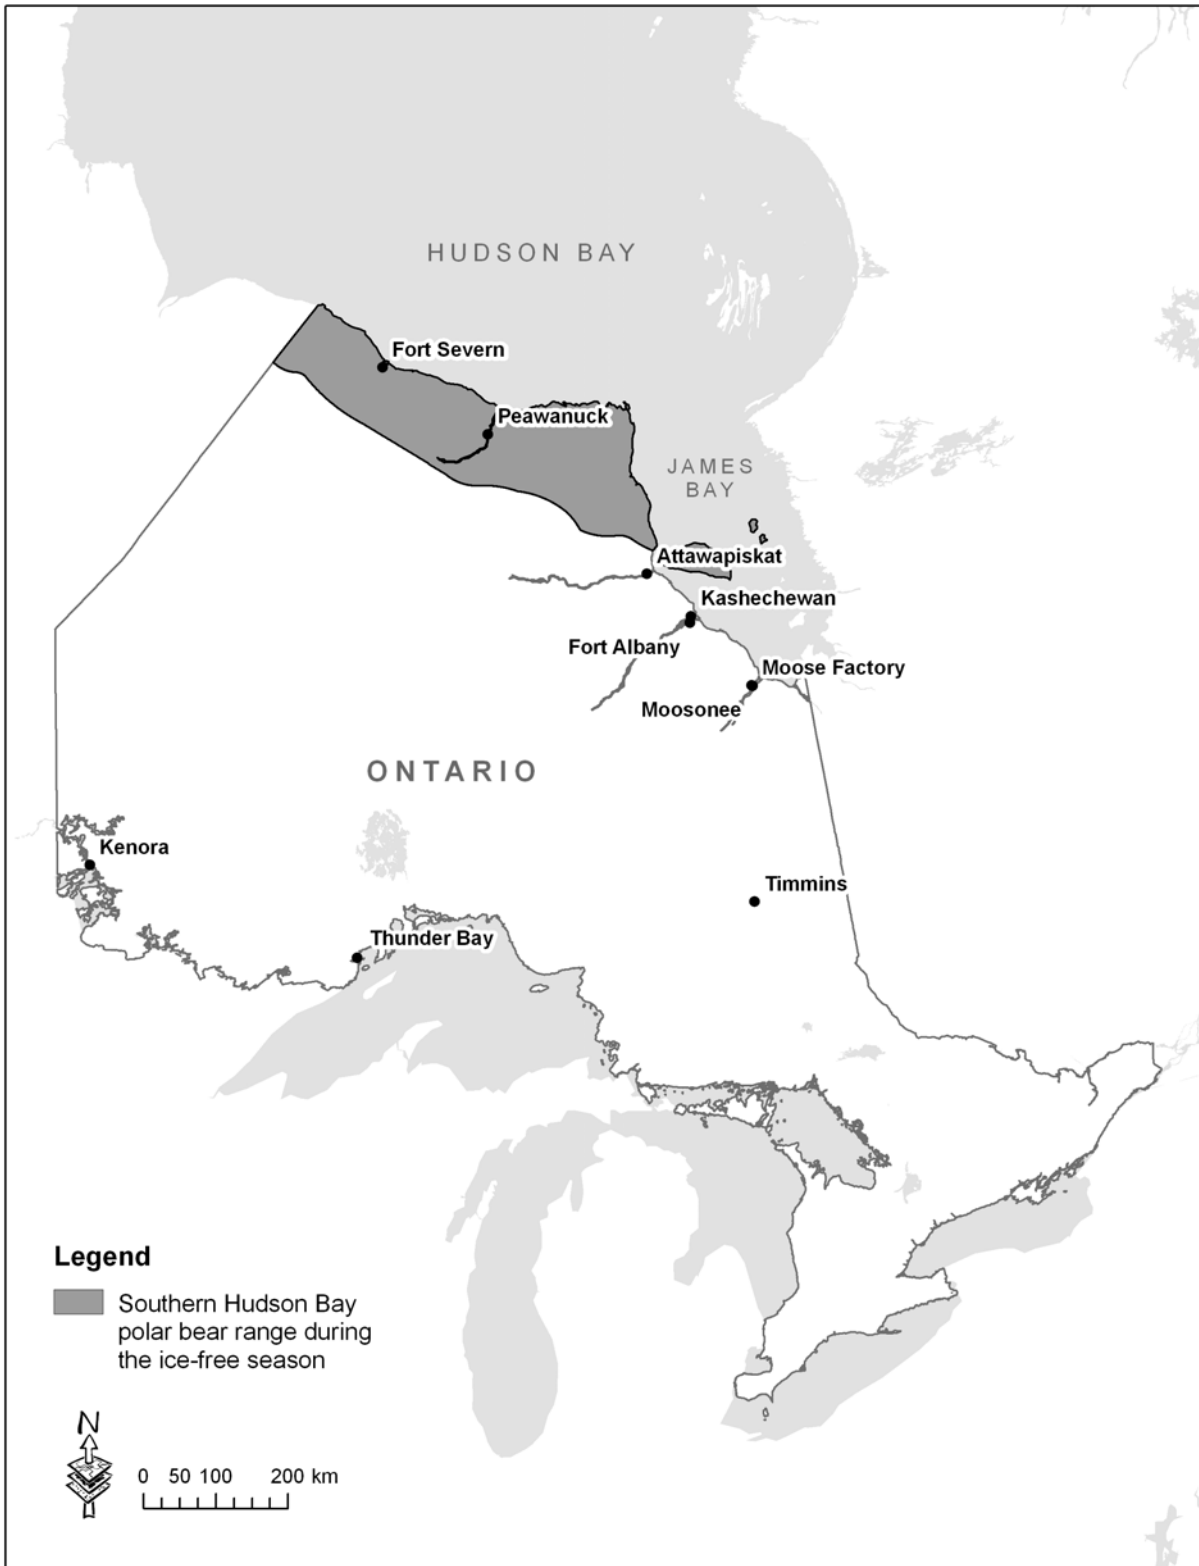 HUDSON BAY
Fort Severn
Peawanuck
JAMES
BAY
Attawapiskat
Kashechewan
Fort Albany
Moose Factory
Moosonee
ONTARIO
Kenora
Timmins
Thunder Bay
Legend
Southern Hudson Bay
polar bear range during
the ice-free season
N
0 50 100 200 km